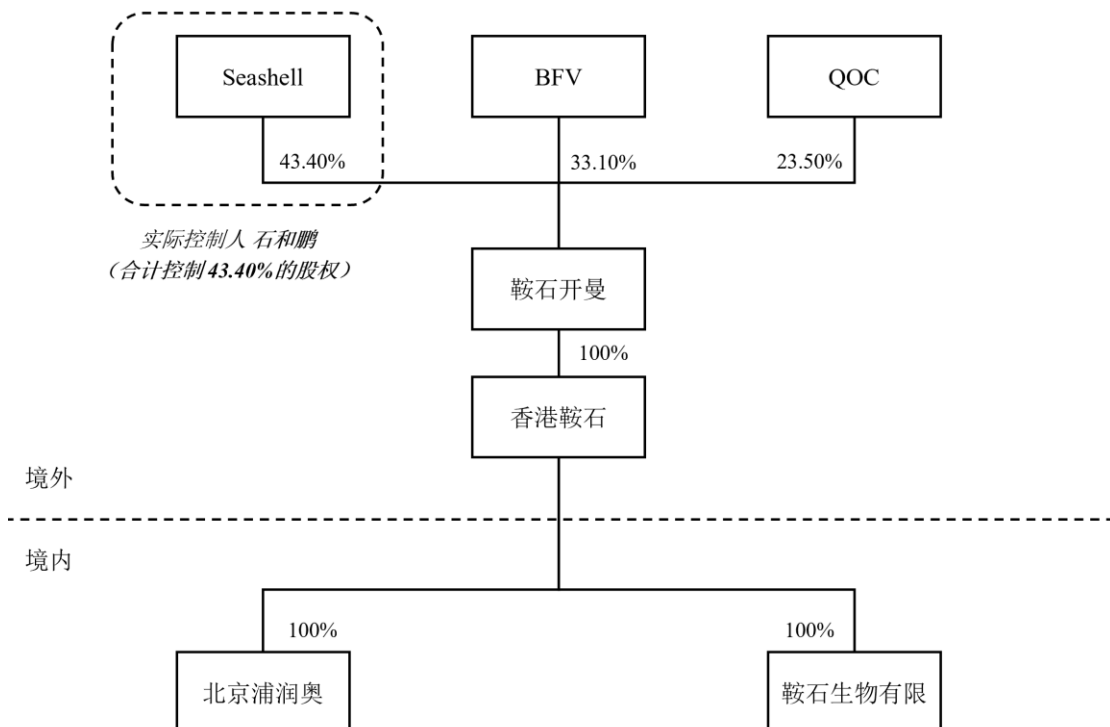 Seashell
BFV
QOC
43.40%
33.10%
23.50%
实际控制人 石和鹏
（合计控制 43.40%的股权）
鞍石开曼
100%
香港鞍石
境外
境内
100%
100%
北京浦润奥
鞍石生物有限